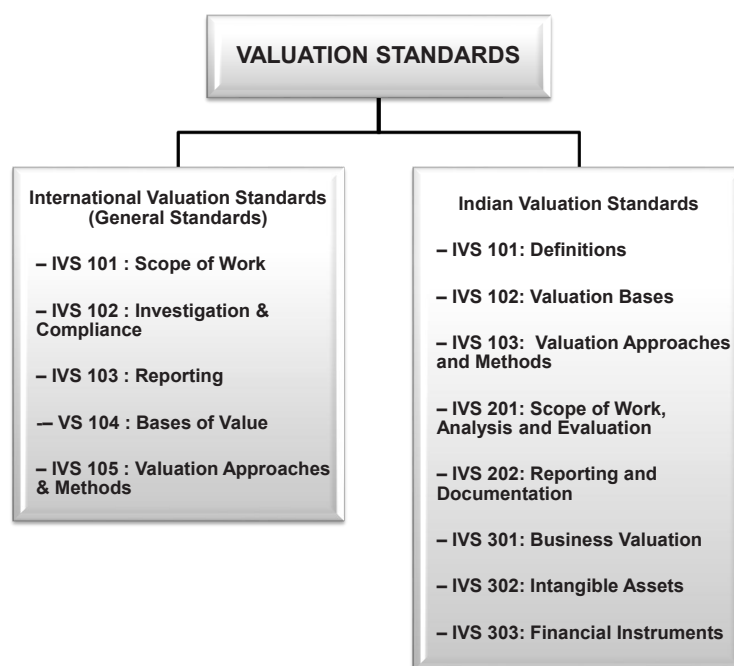 VALUATION STANDARDS
International Valuation Standards
(General Standards)
– IVS 101 : Scope of Work
– IVS 102 : Investigation &
Compliance
– IVS 103 : Reporting
-– VS 104 : Bases of Value
– IVS 105 : Valuation Approaches
& Methods
Indian Valuation Standards
– IVS 101: Definitions
– IVS 102: Valuation Bases
– IVS 103:  Valuation Approaches
and Methods
– IVS 201: Scope of Work,
Analysis and Evaluation
– IVS 202: Reporting and
Documentation
– IVS 301: Business Valuation
– IVS 302: Intangible Assets
– IVS 303: Financial Instruments